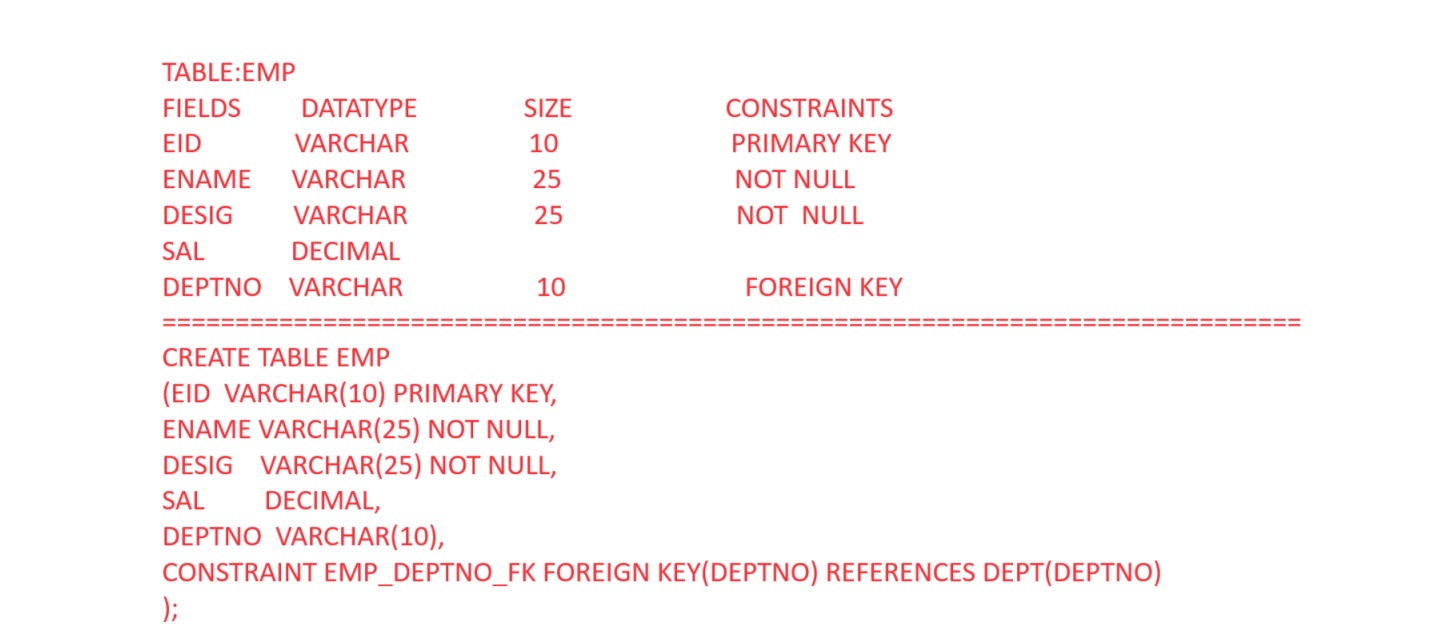 TABLE:EMP
FIELDS DATATYPE SIZE CONSTRAINTS
EID VARCHAR 10 PRIMARY KEY
ENAME VARCHAR 25 NOT NULL
DESIG VARCHAR 25 NOT NULL
SAL DECIMAL
DEPTNO VARCHAR 10 FOREIGN KEY
==============================================================================
CREATE TABLE EMP
(EID VARCHAR(10) PRIMARY KEY,
ENAME VARCHAR(25) NOT NULL,
DESIG VARCHAR(25) NOT NULL,
SAL DECIMAL,
DEPTNO VARCHAR(10),
CONSTRAINT EMP_DEPTNO_FK FOREIGN KEY(DEPTNO) REFERENCES DEPT(DEPTNO)
);